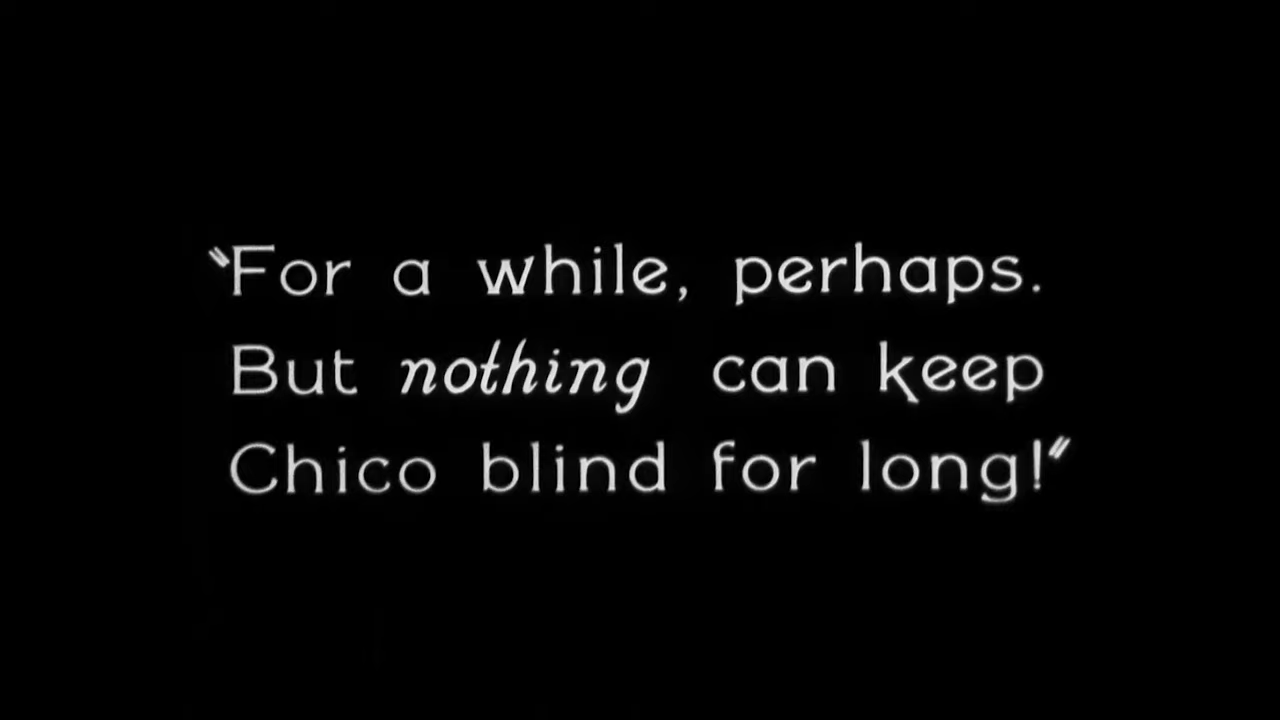 "For a while, perhaps.
But nothing can keep
Chico blind for long!"